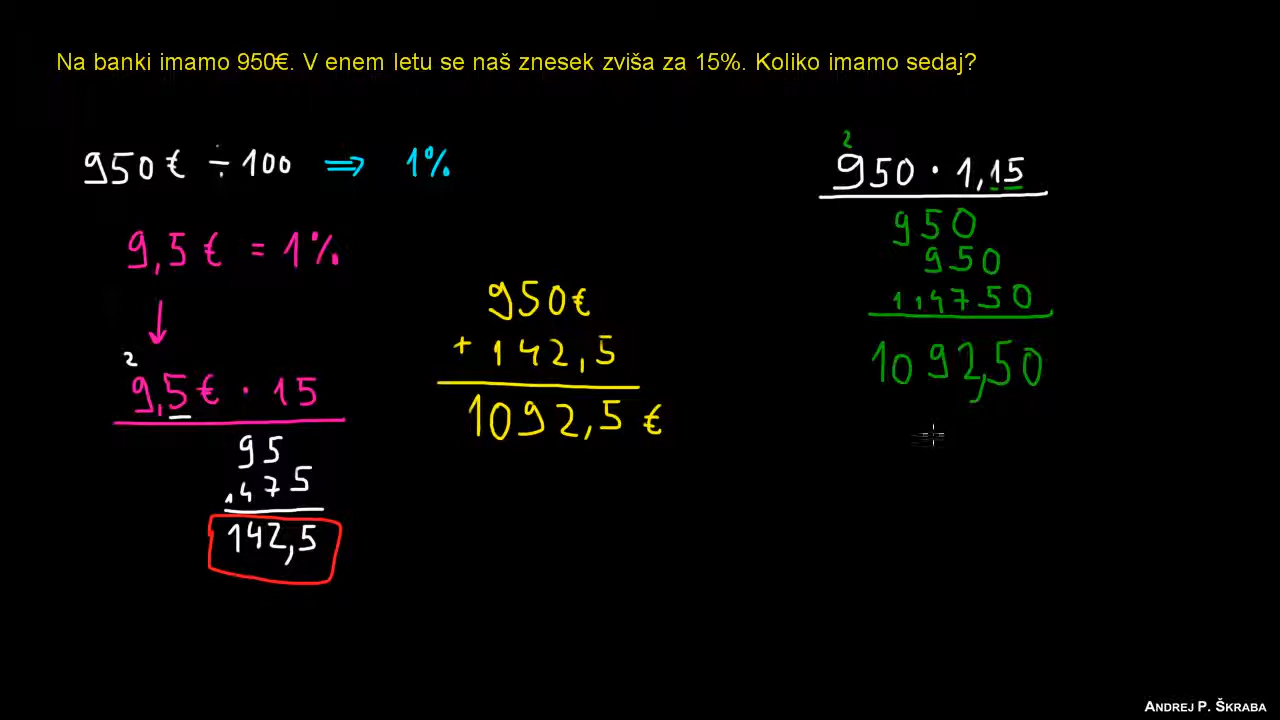 Na banki imamo 950€. V enem letu se naš znesek zviša za 15%. Koliko imamo sedaj?
950€ ÷ 100 ⇒ 1%
9,5€ = 1%
↓
2
9,5€ · 15
95
475
142,5
950€
+ 142,5
1092,5 €
2
950 · 1,15
950
950
4750
1092,50
ANDREJ P. ŠKRABA